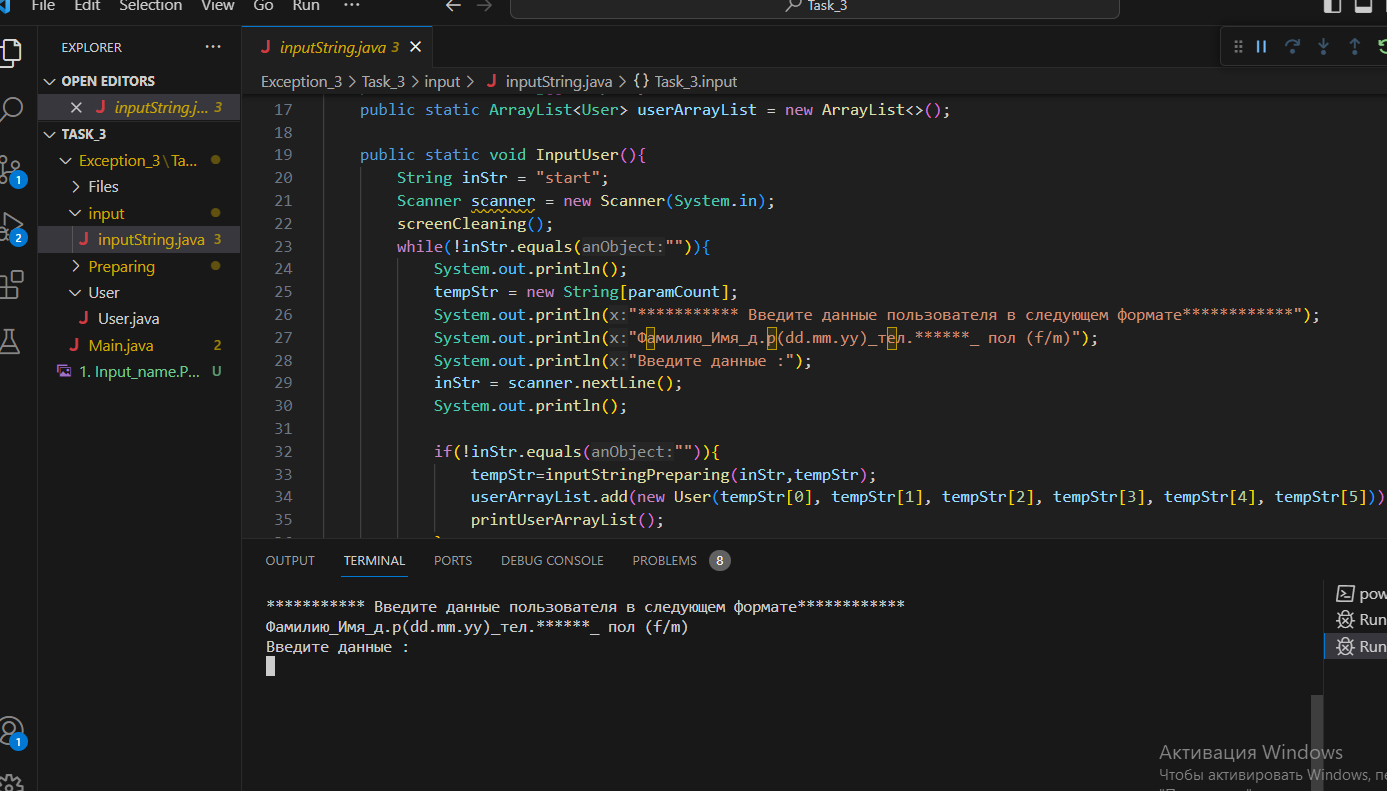 File Edit Selection View Go Run ··· ← → Task_3
EXPLORER ···
OPEN EDITORS
inputString.j... 3
TASK_3
Exception_3\Ta...
Files
input
inputString.java 3
Preparing
User
User.java
Main.java 2
1. Input_name.P... U
1
2
1
inputString.java 3
Exception_3 > Task_3 > input > inputString.java > {} Task_3.input
17 public static ArrayList<User> userArrayList = new ArrayList<>();
18
19 public static void InputUser(){
20 String inStr = "start";
21 Scanner scanner = new Scanner(System.in);
22 screenCleaning();
23 while(!inStr.equals(anObject:"")){
24 System.out.println();
25 tempStr = new String[paramCount];
26 System.out.println(x:"*********** Введите данные пользователя в следующем формате************");
27 System.out.println(x:"Фамилию_Имя_д.р(dd.mm.yy)_тел.******_ пол (f/m)");
28 System.out.println(x:"Введите данные :");
29 inStr = scanner.nextLine();
30 System.out.println();
31
32 if(!inStr.equals(anObject:"")){
33 tempStr=inputStringPreparing(inStr,tempStr);
34 userArrayList.add(new User(tempStr[0], tempStr[1], tempStr[2], tempStr[3], tempStr[4], tempStr[5]))
35 printUserArrayList();
OUTPUT TERMINAL PORTS DEBUG CONSOLE PROBLEMS 8
*********** Введите данные пользователя в следующем формате************
Фамилию_Имя_д.р(dd.mm.yy)_тел.******_ пол (f/m)
Введите данные :
pow
Run
Run
Активация Windows
Чтобы активировать Windows, пе